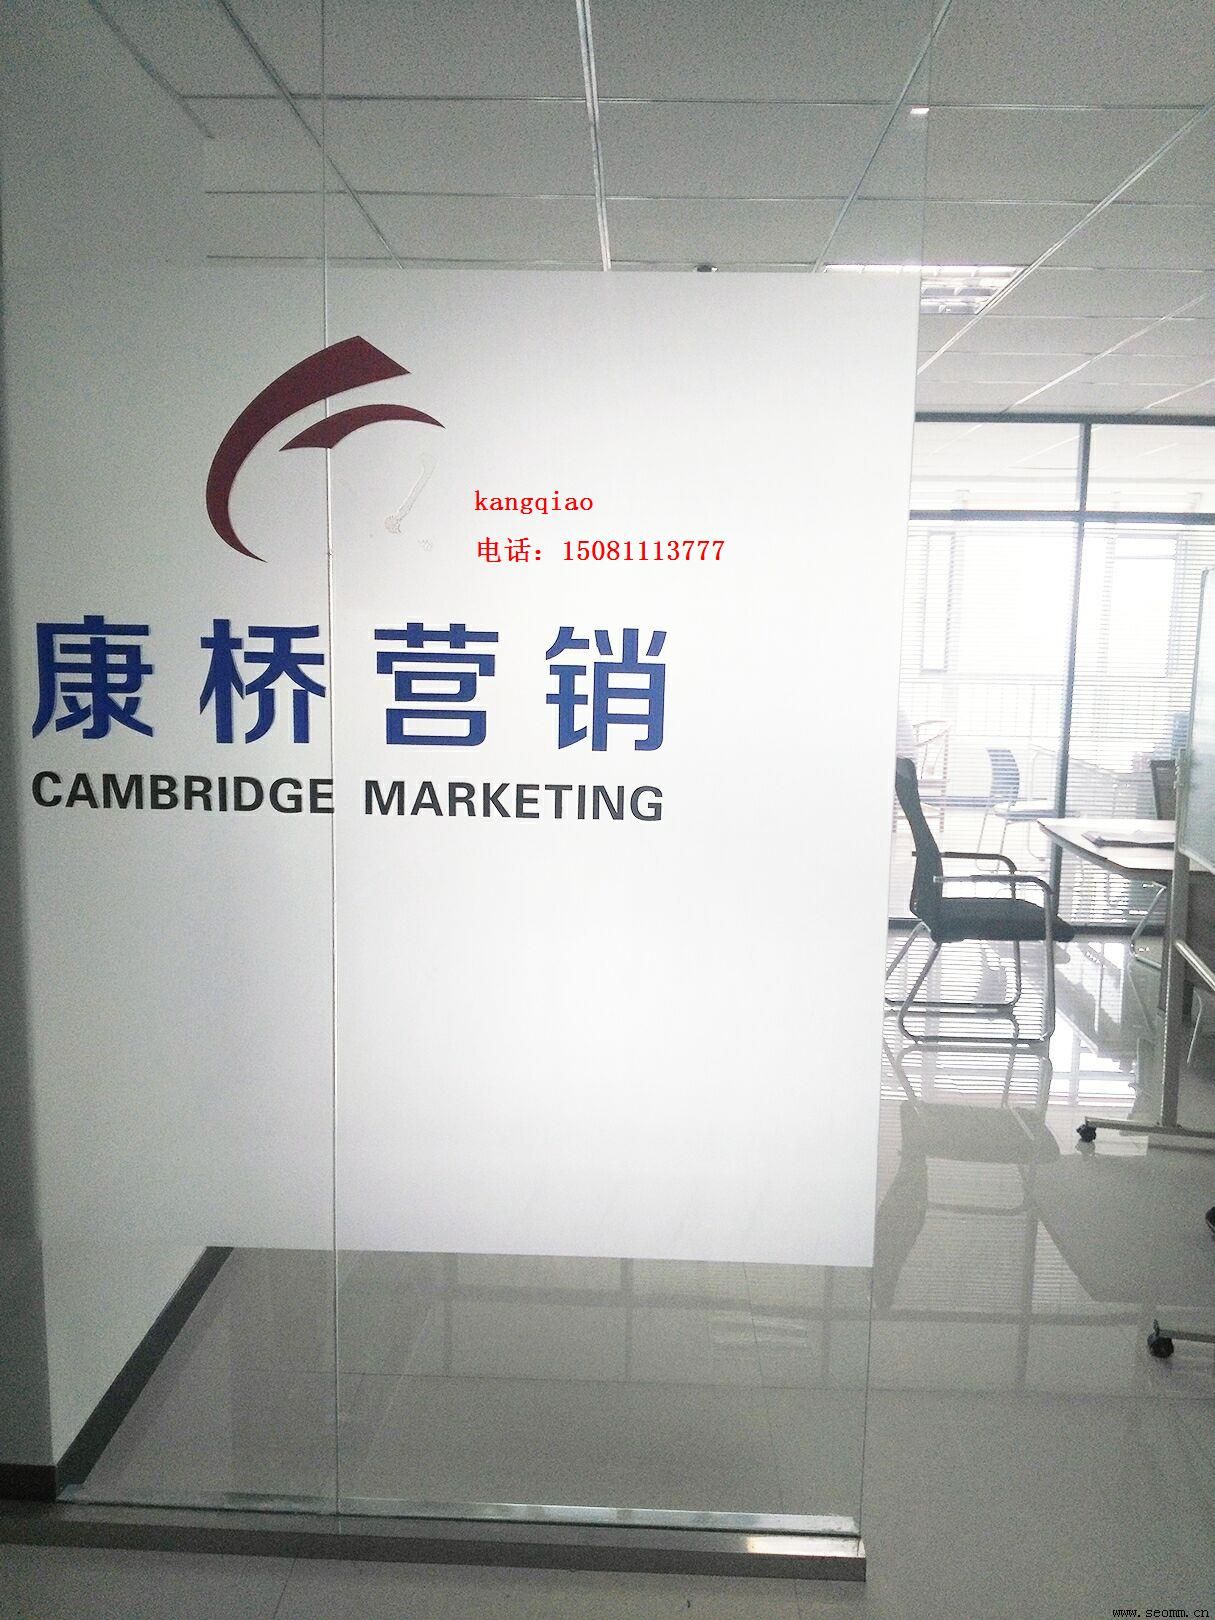 kangqiao
电话：15081113777
康桥营销
CAMBRIDGE MARKETING
www.seomm.cn